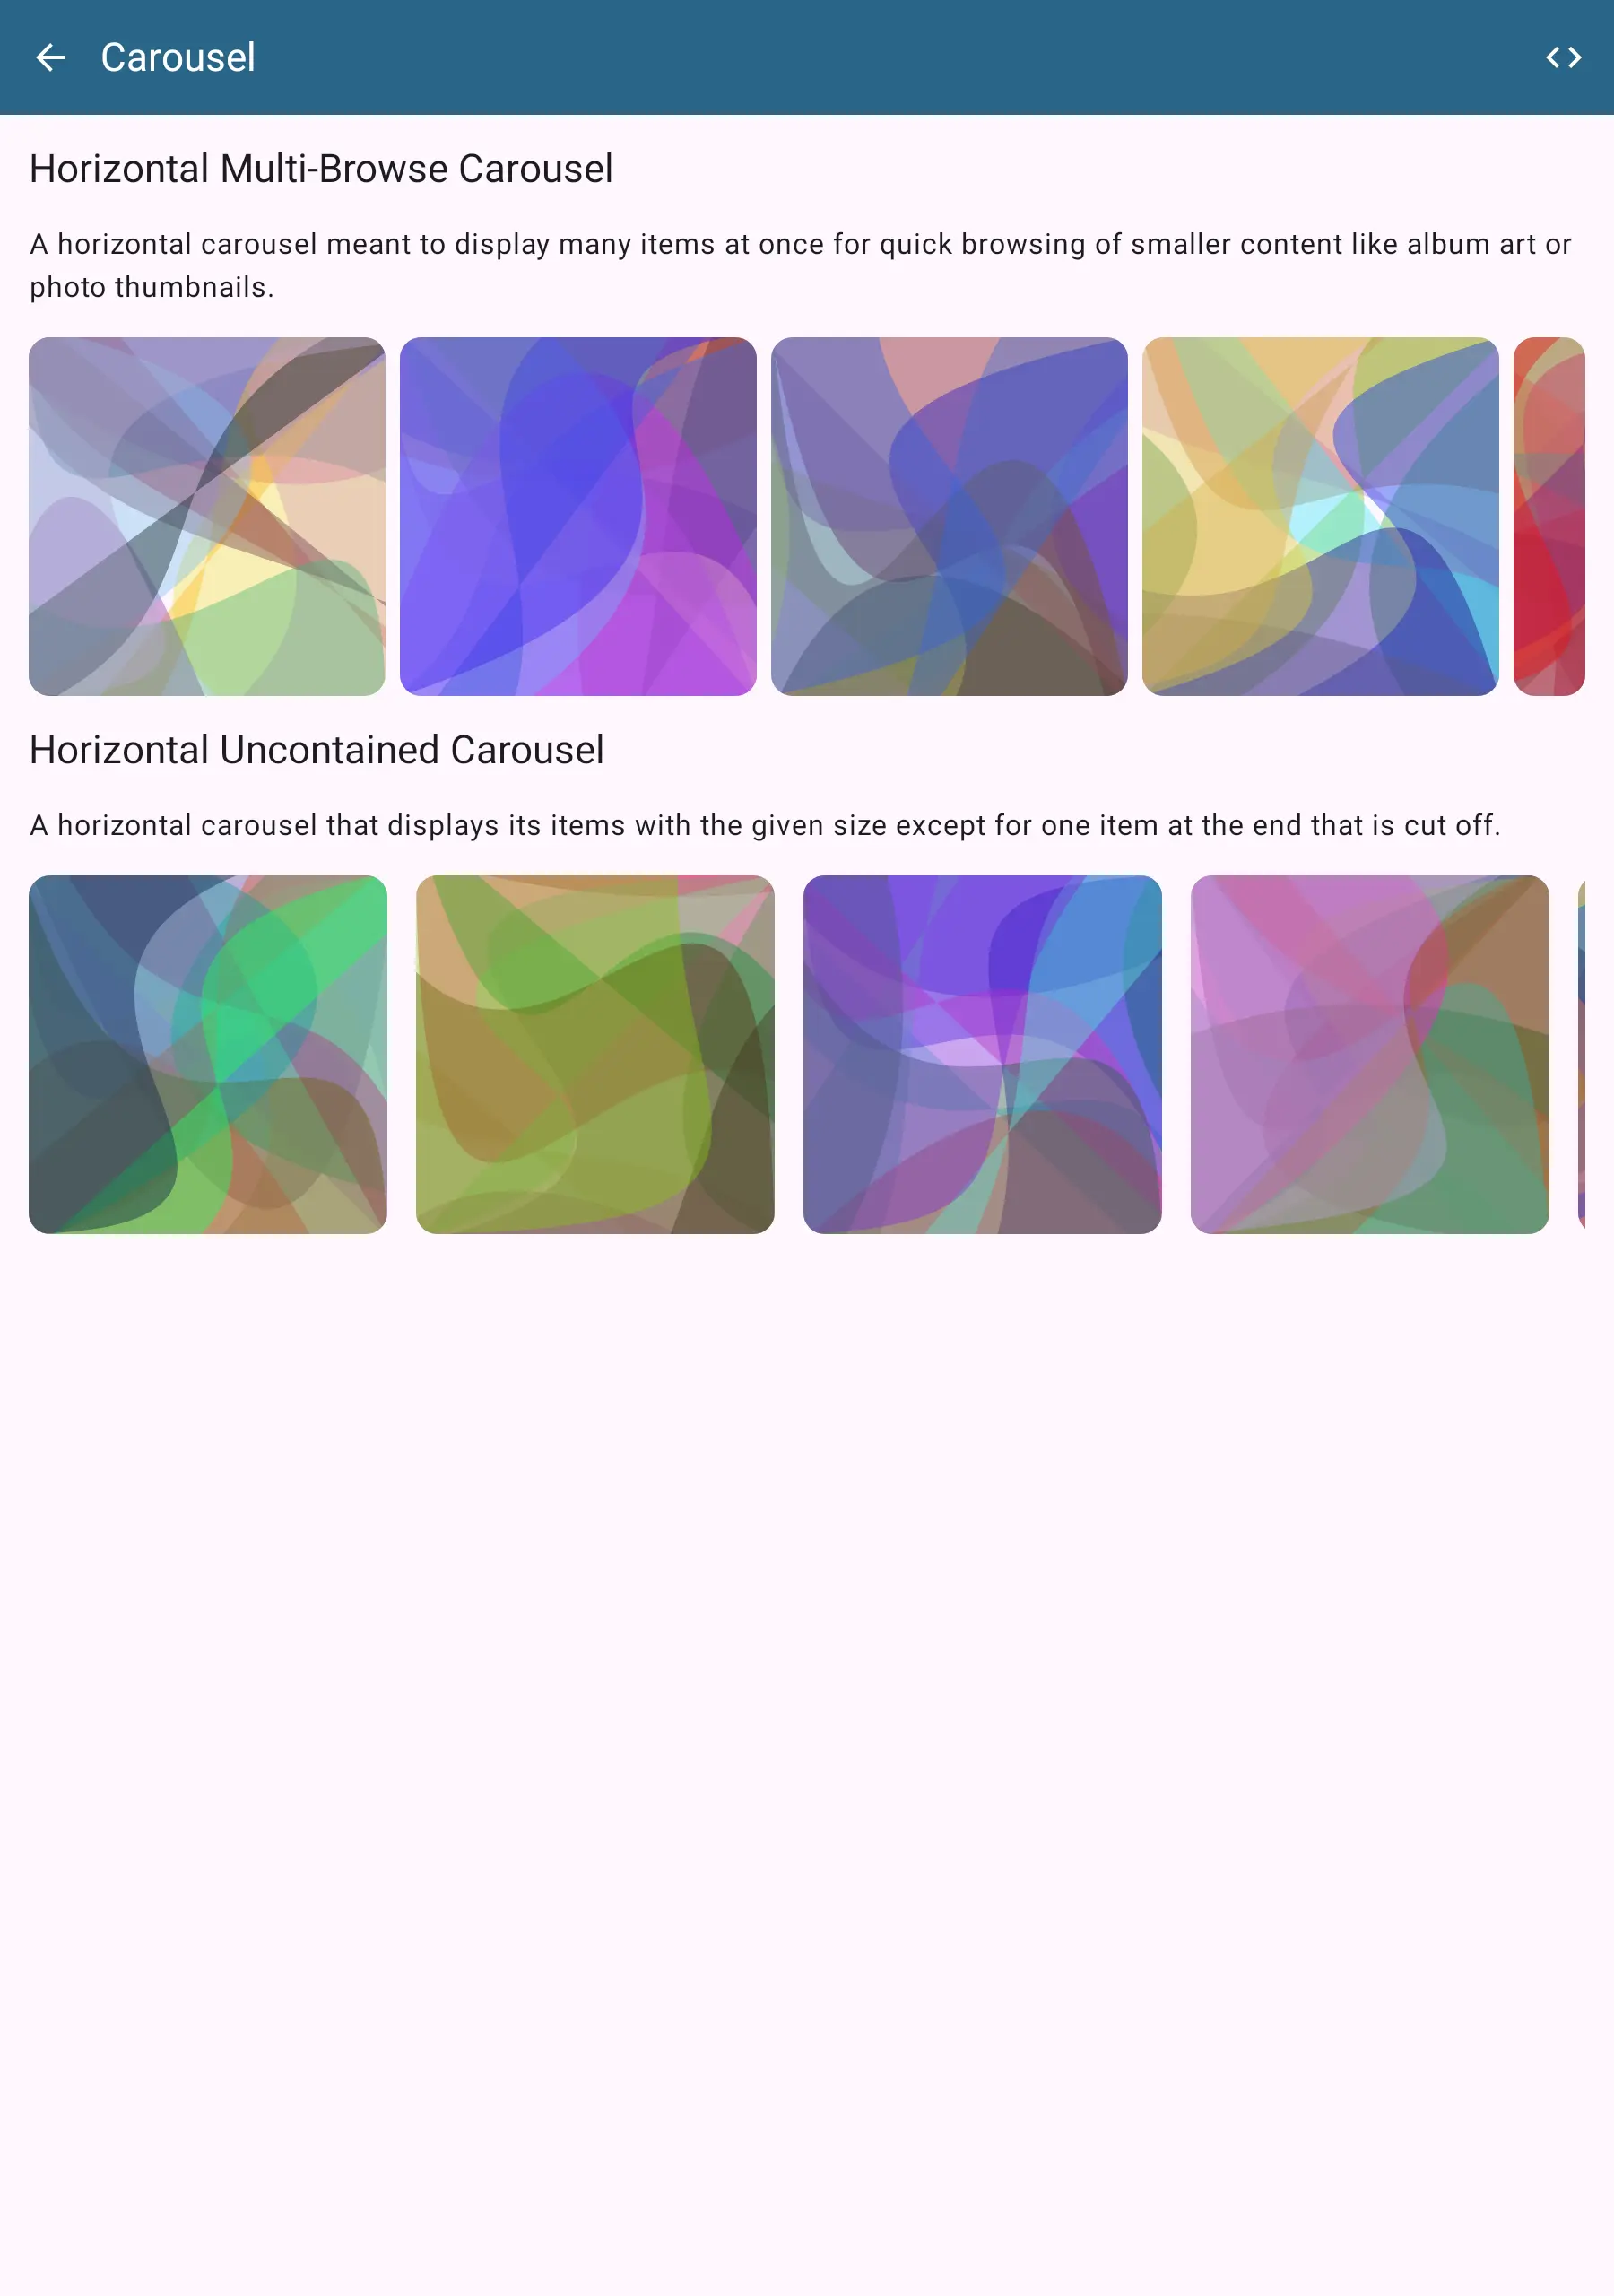 Carousel
Horizontal Multi-Browse Carousel
A horizontal carousel meant to display many items at once for quick browsing of smaller content like album art or
photo thumbnails.
Horizontal Uncontained Carousel
A horizontal carousel that displays its items with the given size except for one item at the end that is cut off.